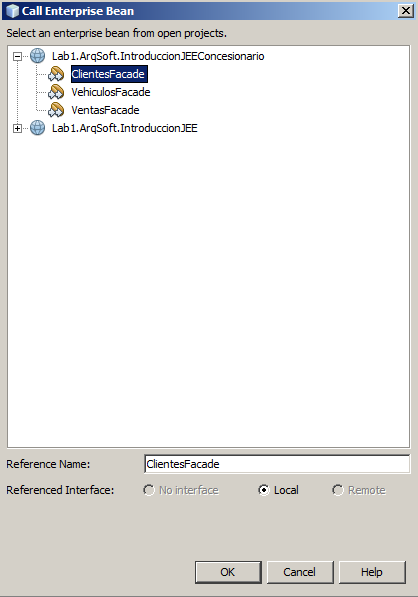 Call Enterprise Bean
Select an enterprise bean from open projects.
Lab1.ArqSoft.IntroduccionJEEConcesionario
ClientesFacade
VehiculosFacade
VentasFacade
Lab1.ArqSoft.IntroduccionJEE
Reference Name: ClientesFacade
Referenced Interface: No interface Local Remote
OK Cancel Help